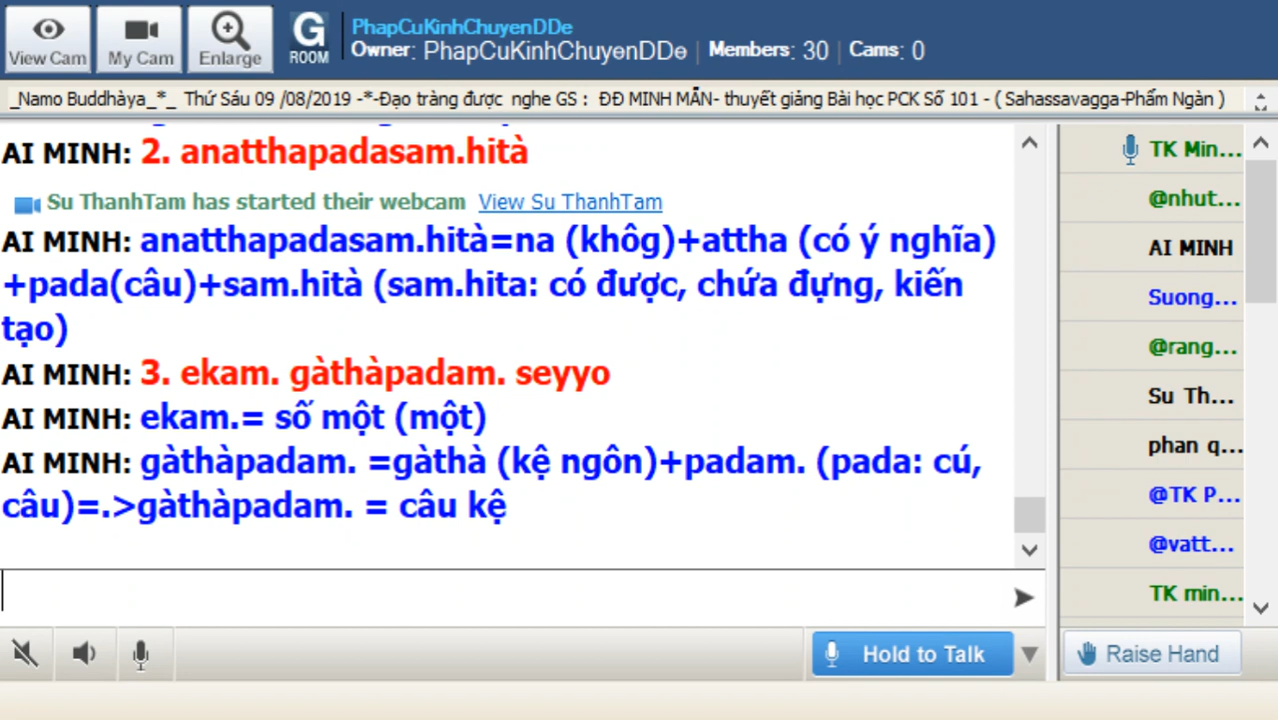 View Cam
My Cam
Enlarge
G
ROOM
PhapCuKinhChuyenDDe
Owner: PhapCuKinhChuyenDDe | Members: 30 | Cams: 0
_Namo Buddhàya_*_ Thứ Sáu 09 /08/2019 -*-Đạo tràng được nghe GS : ĐĐ MINH MẪN- thuyết giảng Bài học PCK Số 101 - ( Sahassavagga-Phẩm Ngàn )
AI MINH: 2. anatthapadasam.hità
Su ThanhTam has started their webcam View Su ThanhTam
AI MINH: anatthapadasam.hità=na (khôg)+attha (có ý nghĩa)
+pada(câu)+sam.hità (sam.hita: có được, chứa đựng, kiến
tạo)
AI MINH: 3. ekam. gàthàpadam. seyyo
AI MINH: ekam.= số một (một)
AI MINH: gàthàpadam. =gàthà (kệ ngôn)+padam. (pada: cú,
câu)=.>gàthàpadam. = câu kệ
TK Min...
@nhut...
AI MINH
Suong...
@rang...
Su Th...
phan q...
@TK P...
@vatt...
TK min...
Hold to Talk
Raise Hand